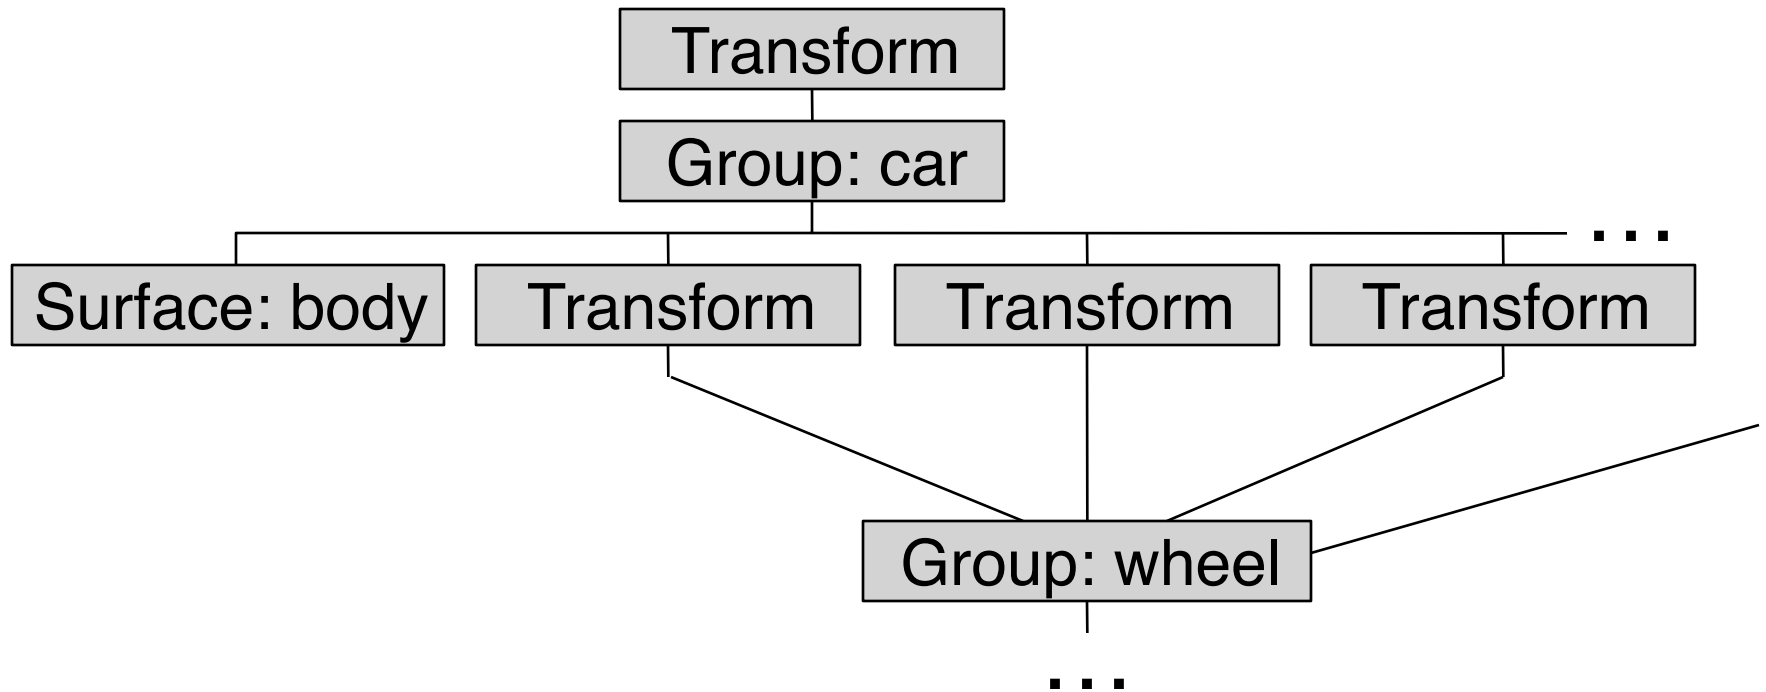 Transform
Group: car
...
Surface: body
Transform
Transform
Transform
Group: wheel
...